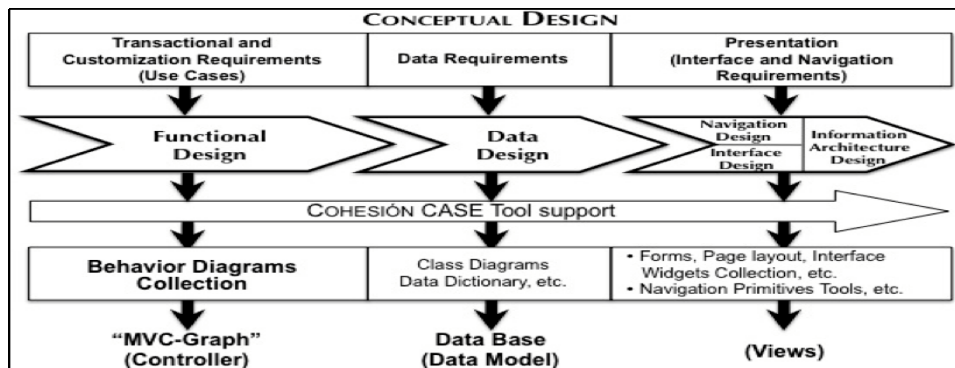 CONCEPTUAL DESIGN
Transactional and
Customization Requirements
(Use Cases)
Data Requirements
Presentation
(Interface and Navigation
Requirements)
Functional
Design
Data
Design
Navigation
Design
Interface
Design
Information
Architecture
Design
COHESIÓN CASE Tool support
Behavior Diagrams
Collection
Class Diagrams
Data Dictionary, etc.
• Forms, Page layout, Interface
Widgets Collection, etc.
• Navigation Primitives Tools, etc.
“MVC-Graph”
(Controller)
Data Base
(Data Model)
(Views)